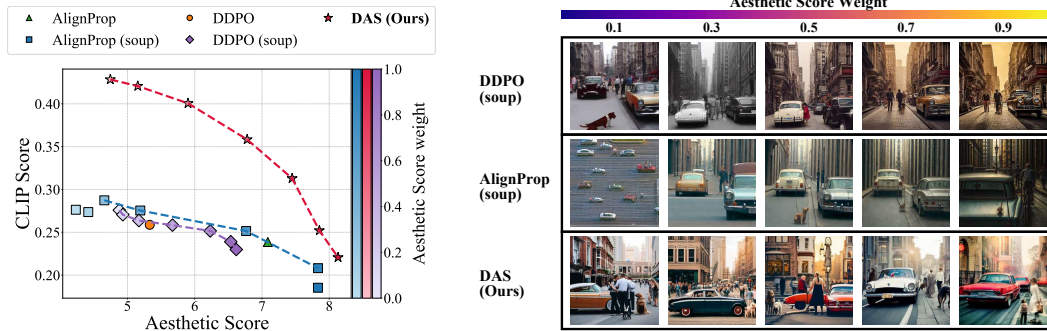 AlignProp
DDPO
DAS (Ours)
AlignProp (soup)
DDPO (soup)
CLIP Score
0.40
0.35
0.30
0.25
0.20
5
6
7
8
Aesthetic Score
1.0
0.8
0.6
0.4
0.2
0.0
Aesthetic Score weight
Aesthetic Score Weight
0.1
0.3
0.5
0.7
0.9
DDPO
(soup)
AlignProp
(soup)
DAS
(Ours)